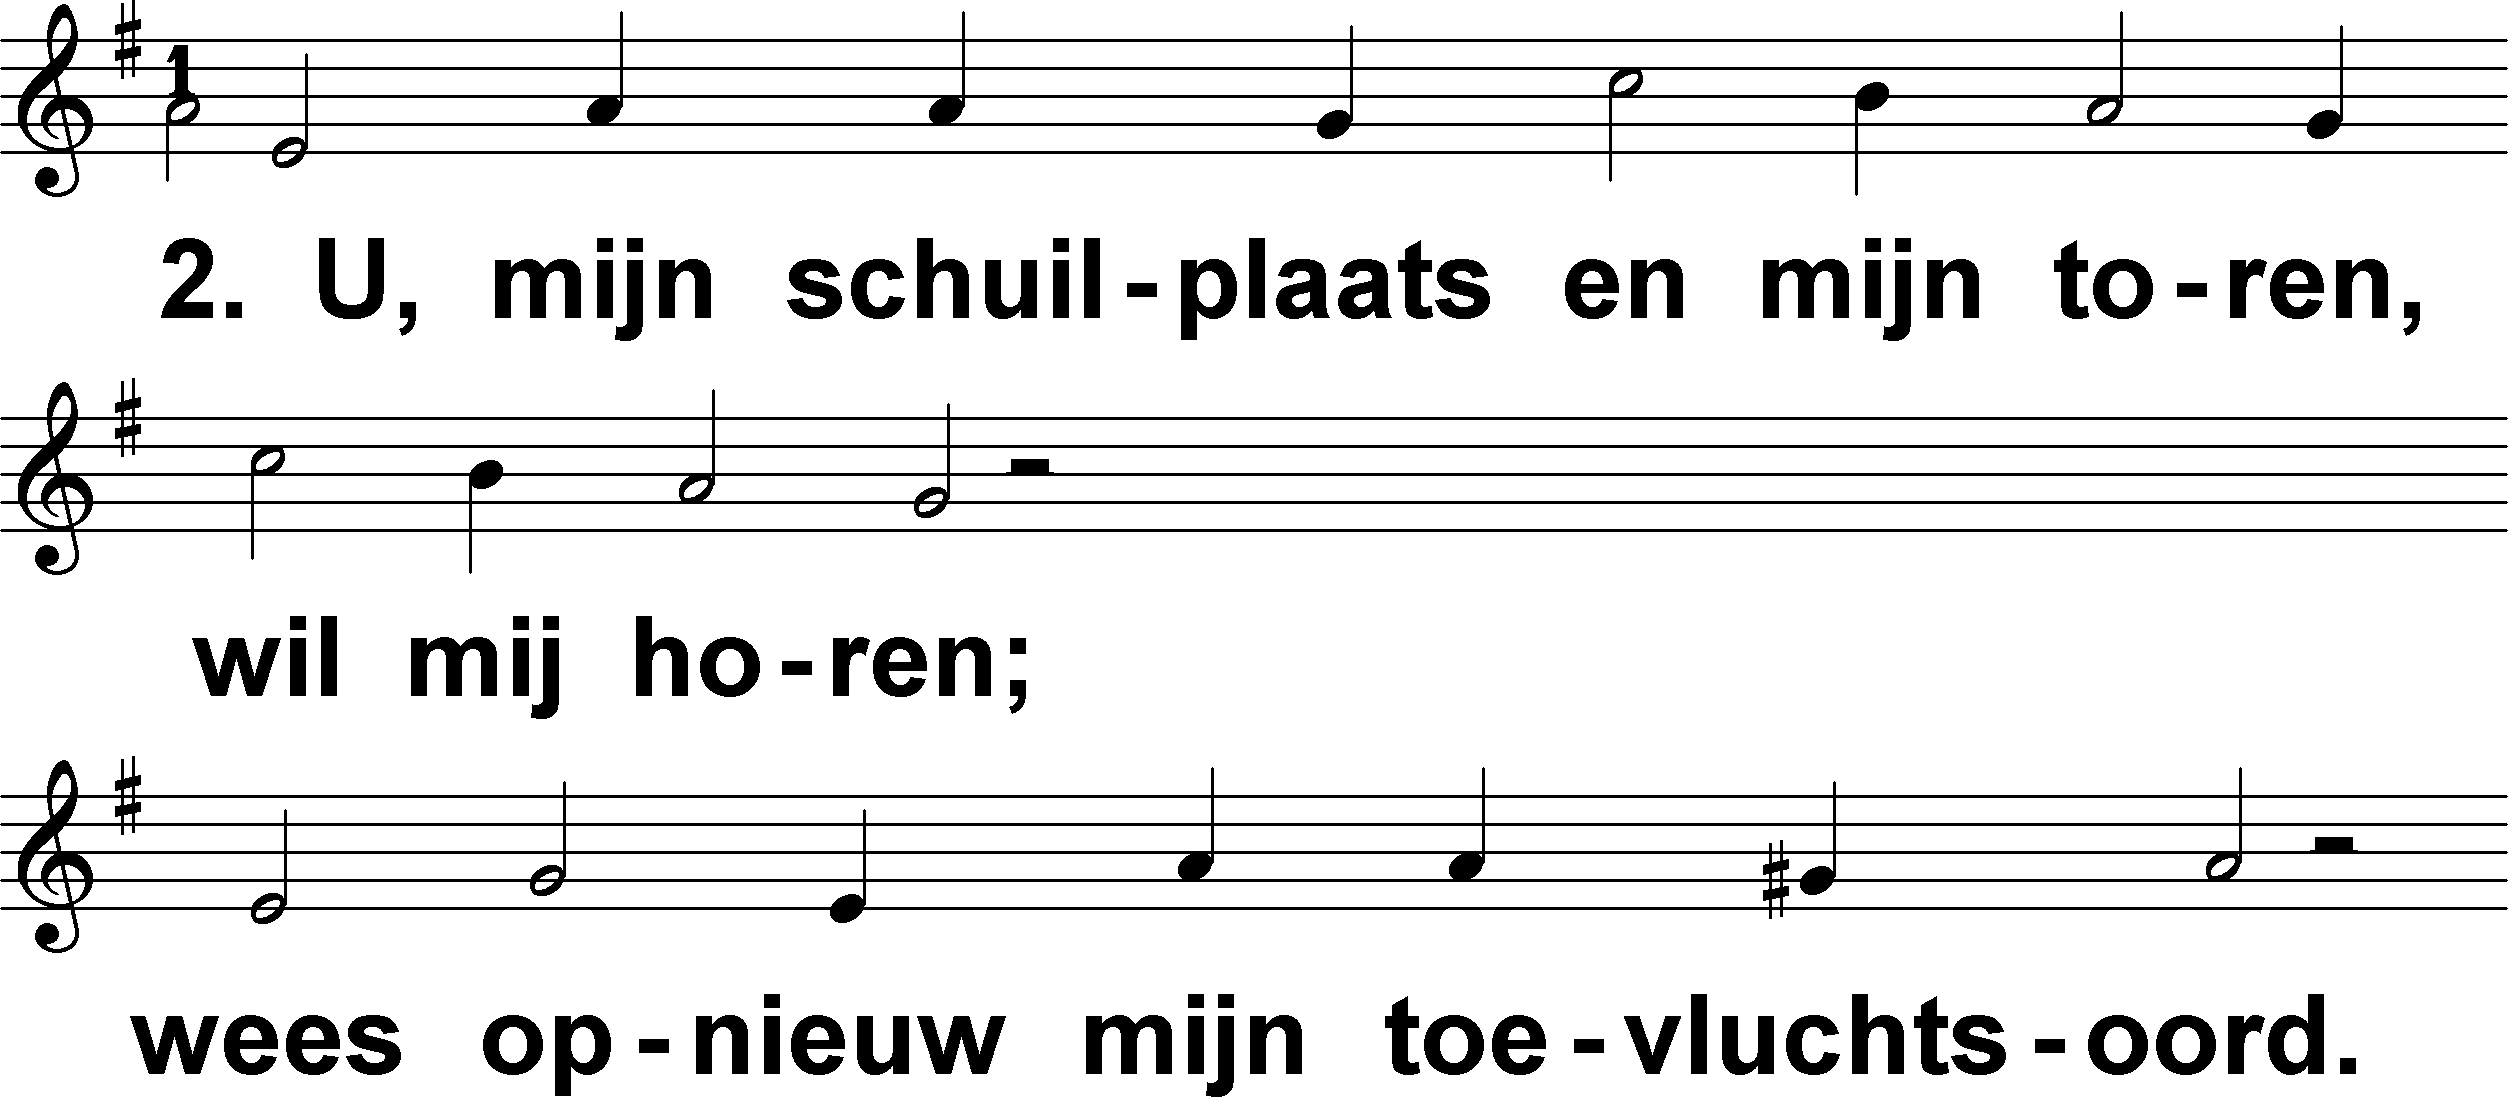 1
2. U, mijn schuil-plaats en mijn to-ren,
wil mij ho-ren;
wees op-nieuw mijn toe-vluchts-oord.